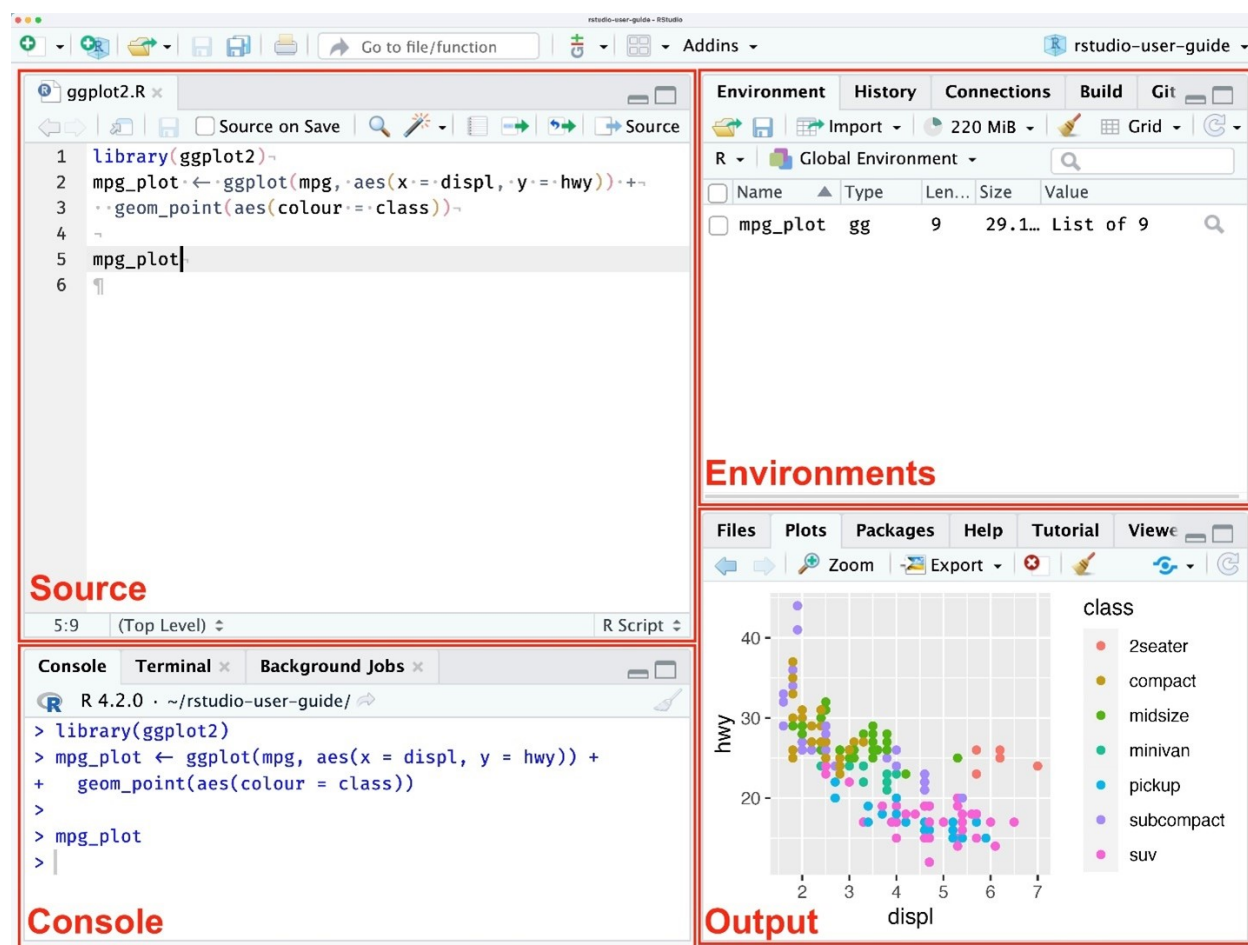 rstudio-user-guide - RStudio
Go to file/function
Addins
rstudio-user-guide
ggplot2.R
Source on Save
Source
1 library(ggplot2)¬
2 mpg_plot·←·ggplot(mpg,·aes(x·=·displ,·y·=·hwy))·+¬
3 ··geom_point(aes(colour·=·class))¬
4 ¬
5 mpg_plot¬
6 ¶
Source
5:9 (Top Level) R Script
Console Terminal Background Jobs
R 4.2.0 · ~/rstudio-user-guide/
> library(ggplot2)
> mpg_plot ← ggplot(mpg, aes(x = displ, y = hwy)) +
+   geom_point(aes(colour = class))
>
> mpg_plot
>
Console
Environment History Connections Build Git
Import 220 MiB Grid
R Global Environment
Name Type Len... Size Value
mpg_plot gg 9 29.1… List of 9
Environments
Files Plots Packages Help Tutorial Viewe
Zoom Export
class
2seater
compact
midsize
minivan
pickup
subcompact
suv
hwy
40
30
20
2 3 4 5 6 7
displ
Output